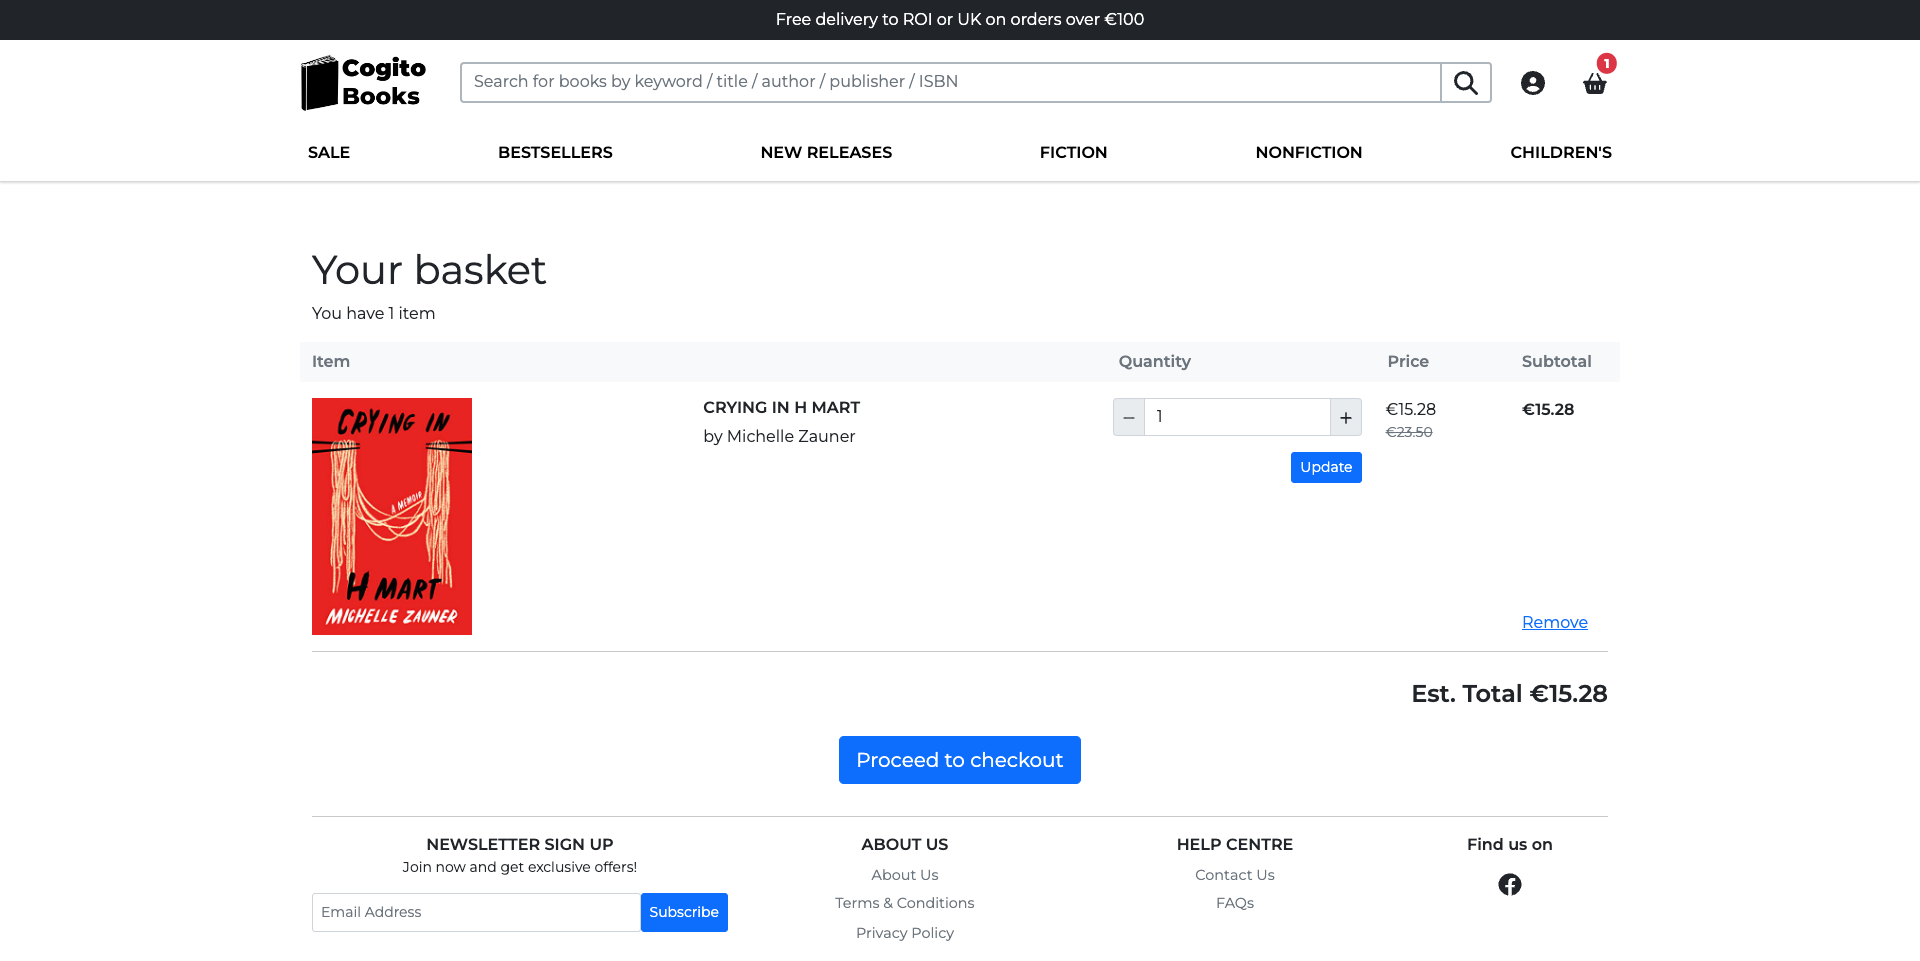 Free delivery to ROI or UK on orders over €100
Cogito
Books
Search for books by keyword / title / author / publisher / ISBN
1
SALE
BESTSELLERS
NEW RELEASES
FICTION
NONFICTION
CHILDREN'S
Your basket
You have 1 item
Item
Quantity
Price
Subtotal
CRYING IN
A MEMOIR
H MART
MICHELLE ZAUNER
CRYING IN H MART
by Michelle Zauner
− 1 +
Update
€15.28
€23.50
€15.28
Remove
Est. Total €15.28
Proceed to checkout
NEWSLETTER SIGN UP
Join now and get exclusive offers!
Email Address
Subscribe
ABOUT US
About Us
Terms & Conditions
Privacy Policy
HELP CENTRE
Contact Us
FAQs
Find us on